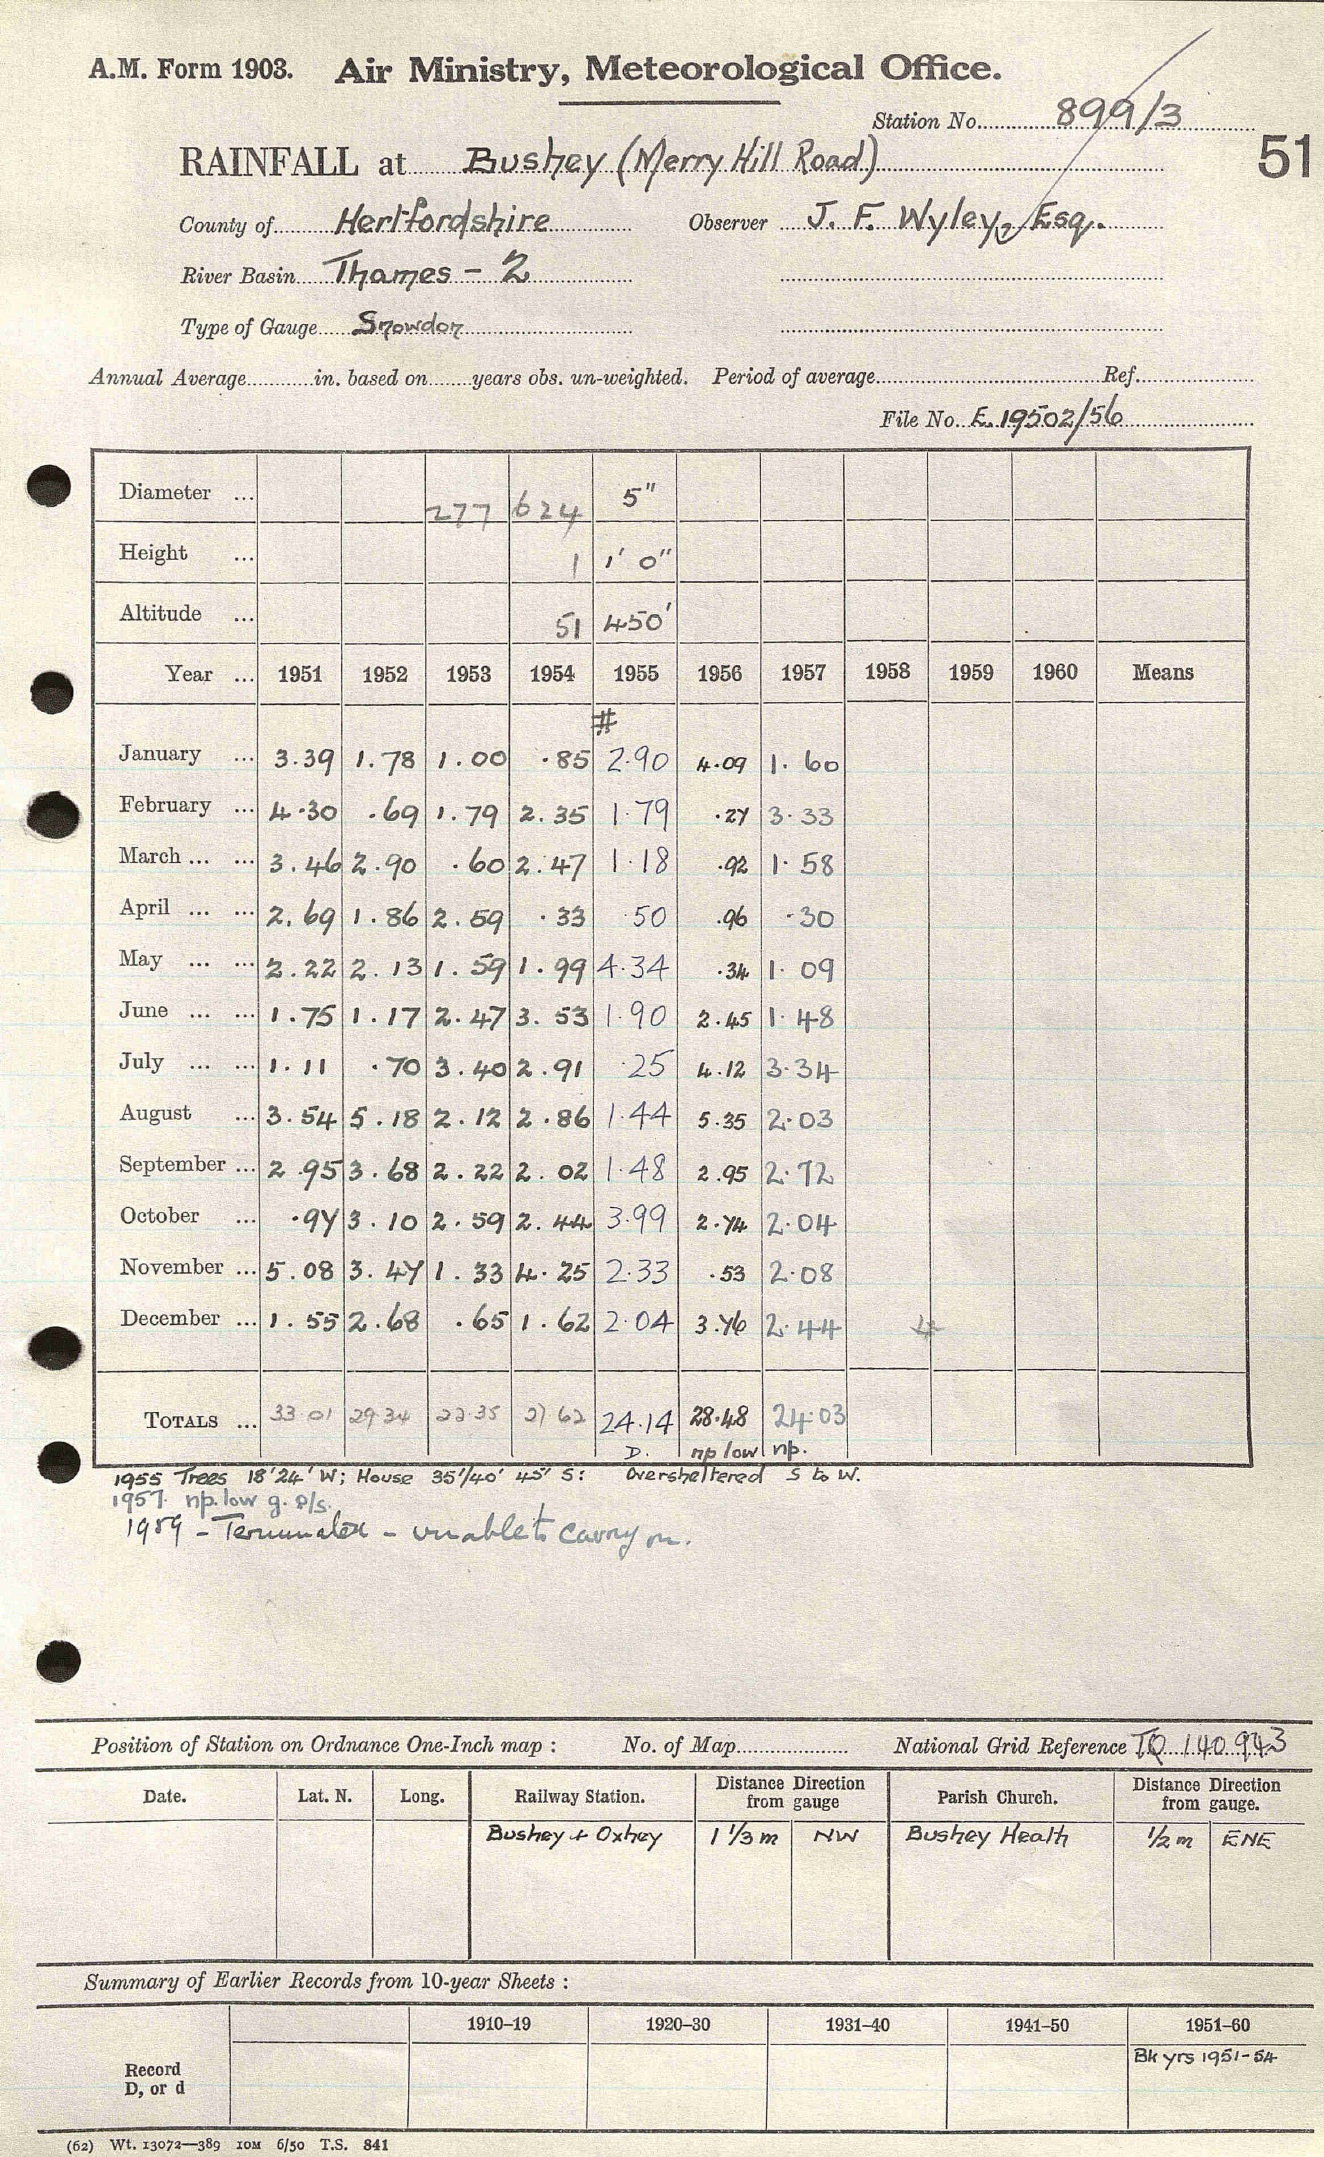 A.M. Form 1903. Air Ministry, Meteorological Office.
Station No. 899/3
51
RAINFALL at Bushey (Merry Hill Road)
County of Hertfordshire Observer J. F. Wyley, Esq.
River Basin Thames - 2
Type of Gauge Snowdon
Annual Average in. based on years obs. un-weighted. Period of average Ref.
File No. E.19502/56
Diameter ... 277 624 5"
Height ... 1 1' 0"
Altitude ... 51 450'
Year ... 1951 1952 1953 1954 1955 1956 1957 1958 1959 1960 Means
#
January ... 3.39 1.78 1.00 .85 2.90 4.09 1.60
February ... 4.30 .69 1.79 2.35 1.79 .27 3.33
March ... ... 3.46 2.90 .60 2.47 1.18 .92 1.58
April ... ... 2.69 1.86 2.59 .33 .50 .96 .30
May ... ... 2.22 2.13 1.59 1.99 4.34 .34 1.09
June ... ... 1.75 1.17 2.47 3.53 1.90 2.45 1.48
July ... ... 1.11 .70 3.40 2.91 .25 4.12 3.34
August ... 3.54 5.18 2.12 2.86 1.44 5.35 2.03
September ... 2.95 3.68 2.22 2.02 1.48 2.95 2.72
October ... .97 3.10 2.59 2.44 3.99 2.74 2.04
November ... 5.08 3.47 1.33 4.25 2.33 .53 2.08
December ... 1.55 2.68 .65 1.62 2.04 3.76 2.44
TOTALS ... 33.01 29.34 22.35 27.62 24.14 28.48 24.03
D. np low np.
1955 Trees 18' 24' W; House 35'/40' 45' S: Oversheltered S to W.
1957. np. low g. P/s.
1959 - Terminated - unable to carry on.
Position of Station on Ordnance One-Inch map : No. of Map National Grid Reference TQ 140 943
Date. Lat. N. Long. Railway Station. Distance from gauge Direction Parish Church. Distance from gauge. Direction
Bushey + Oxhey 1 1/3 m NW Bushey Heath 1/2 m ENE
Summary of Earlier Records from 10-year Sheets :
1910–19 1920–30 1931–40 1941–50 1951–60
Bk yrs 1951-54
Record
D, or d
(62) Wt. 13072—389 10M 6/50 T.S. 841